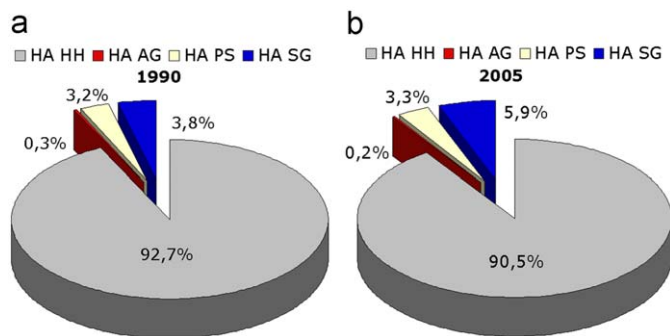 a
HA HH HA AG HA PS HA SG
1990
3,2%
3,8%
0,3%
92,7%
b
HA HH HA AG HA PS HA SG
2005
3,3%
5,9%
0,2%
90,5%